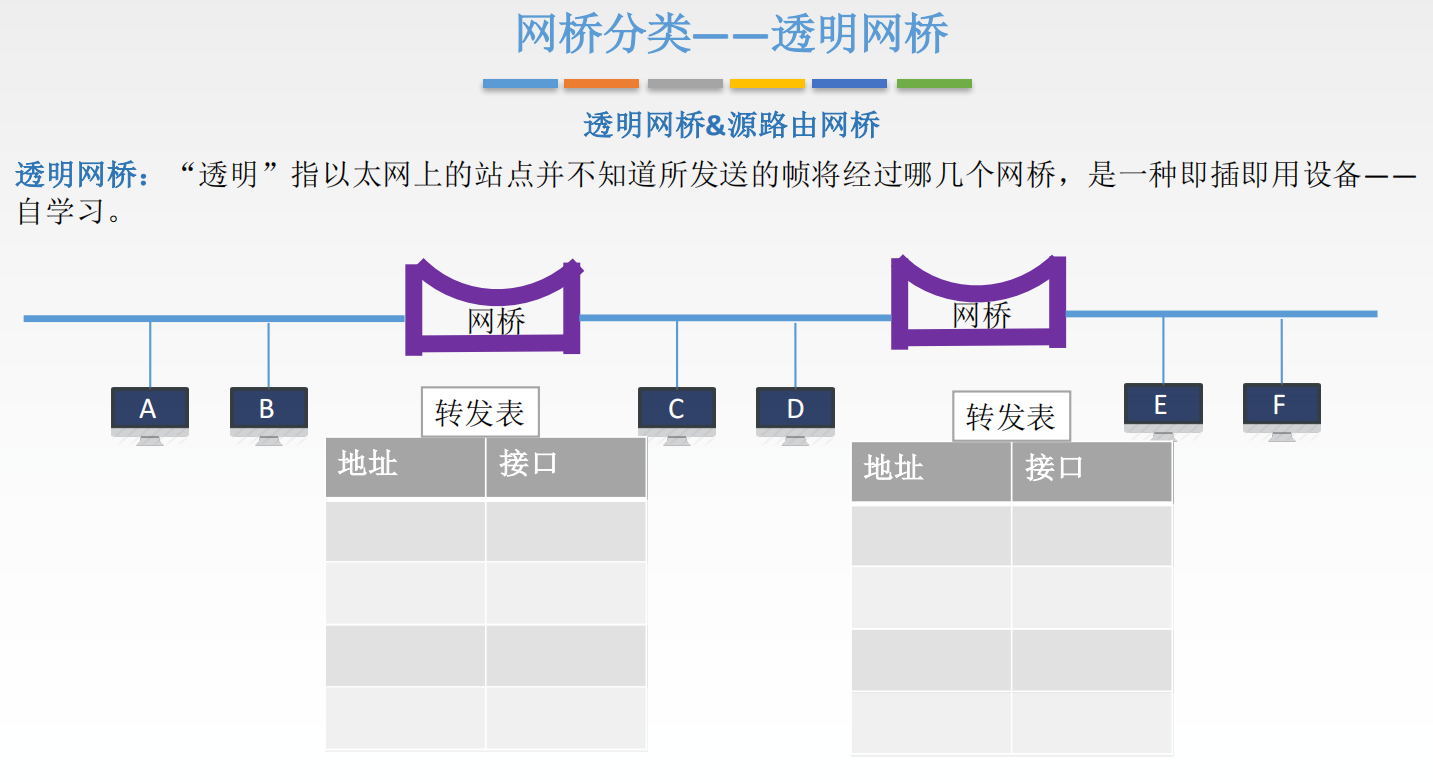 网桥分类——透明网桥
透明网桥&源路由网桥
透明网桥：“透明”指以太网上的站点并不知道所发送的帧将经过哪几个网桥，是一种即插即用设备——
自学习。
网桥
网桥
A
B
C
D
E
F
转发表
地址 接口
转发表
地址 接口